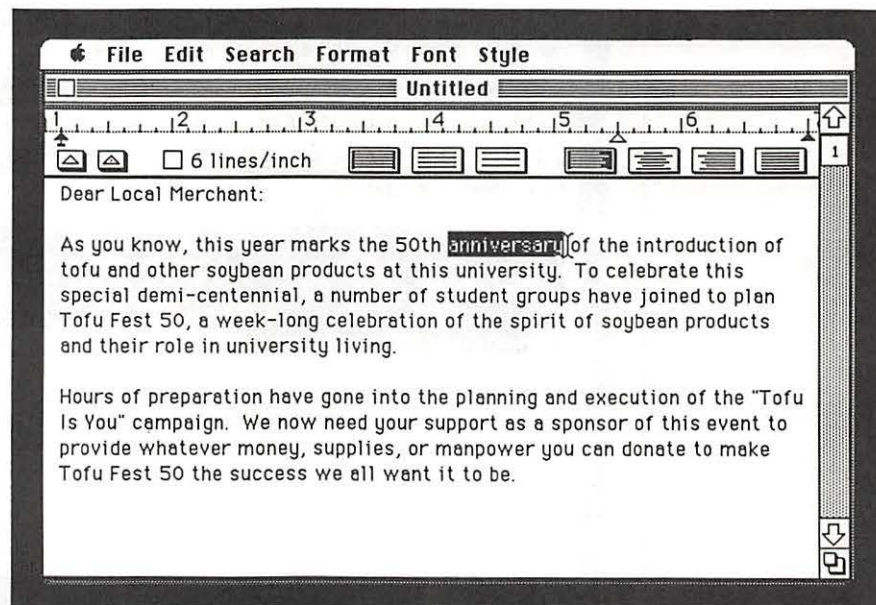 File Edit Search Format Font Style
Untitled
1 2 3 4 5 6 7
6 lines/inch
1
Dear Local Merchant:
As you know, this year marks the 50th anniversary of the introduction of
tofu and other soybean products at this university. To celebrate this
special demi-centennial, a number of student groups have joined to plan
Tofu Fest 50, a week-long celebration of the spirit of soybean products
and their role in university living.
Hours of preparation have gone into the planning and execution of the "Tofu
Is You" campaign. We now need your support as a sponsor of this event to
provide whatever money, supplies, or manpower you can donate to make
Tofu Fest 50 the success we all want it to be.